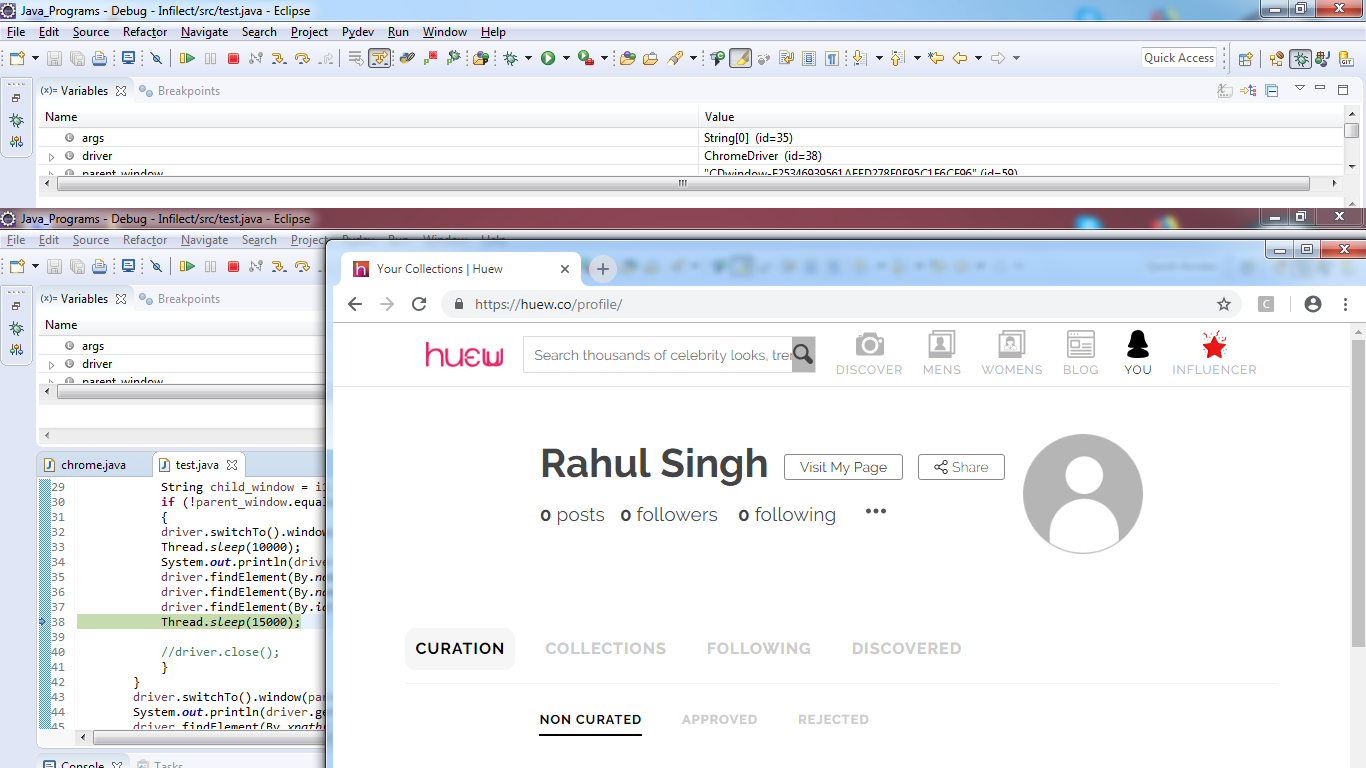 Java_Programs - Debug - Infilect/src/test.java - Eclipse
File Edit Source Refactor Navigate Search Project Pydev Run Window Help
Quick Access
(x)= Variables Breakpoints
Name Value
args String[0] (id=35)
driver ChromeDriver (id=38)
parent_window
Java_Programs - Debug - Infilect/src/test.java - Eclipse
File Edit Source Refactor Navigate Search Project Pydev Run Window Help
(x)= Variables Breakpoints
Name
args
driver
parent_window
Your Collections | Huew
https://huew.co/profile/
C
huew
Search thousands of celebrity looks, tre
DISCOVER MENS WOMENS BLOG YOU INFLUENCER
Rahul Singh Visit My Page Share
0 posts 0 followers 0 following
CURATION COLLECTIONS FOLLOWING DISCOVERED
NON CURATED APPROVED REJECTED
chrome.java test.java
29 String child_window = i1
30 if (!parent_window.equal
31 {
32 driver.switchTo().window
33 Thread.sleep(10000);
34 System.out.println(drive
35 driver.findElement(By.na
36 driver.findElement(By.na
37 driver.findElement(By.id
38 Thread.sleep(15000);
39
40 //driver.close();
41 }
42 }
43 driver.switchTo().window(par
44 System.out.println(driver.ge
45 driver.findElement(By.xpath(
Console Tasks